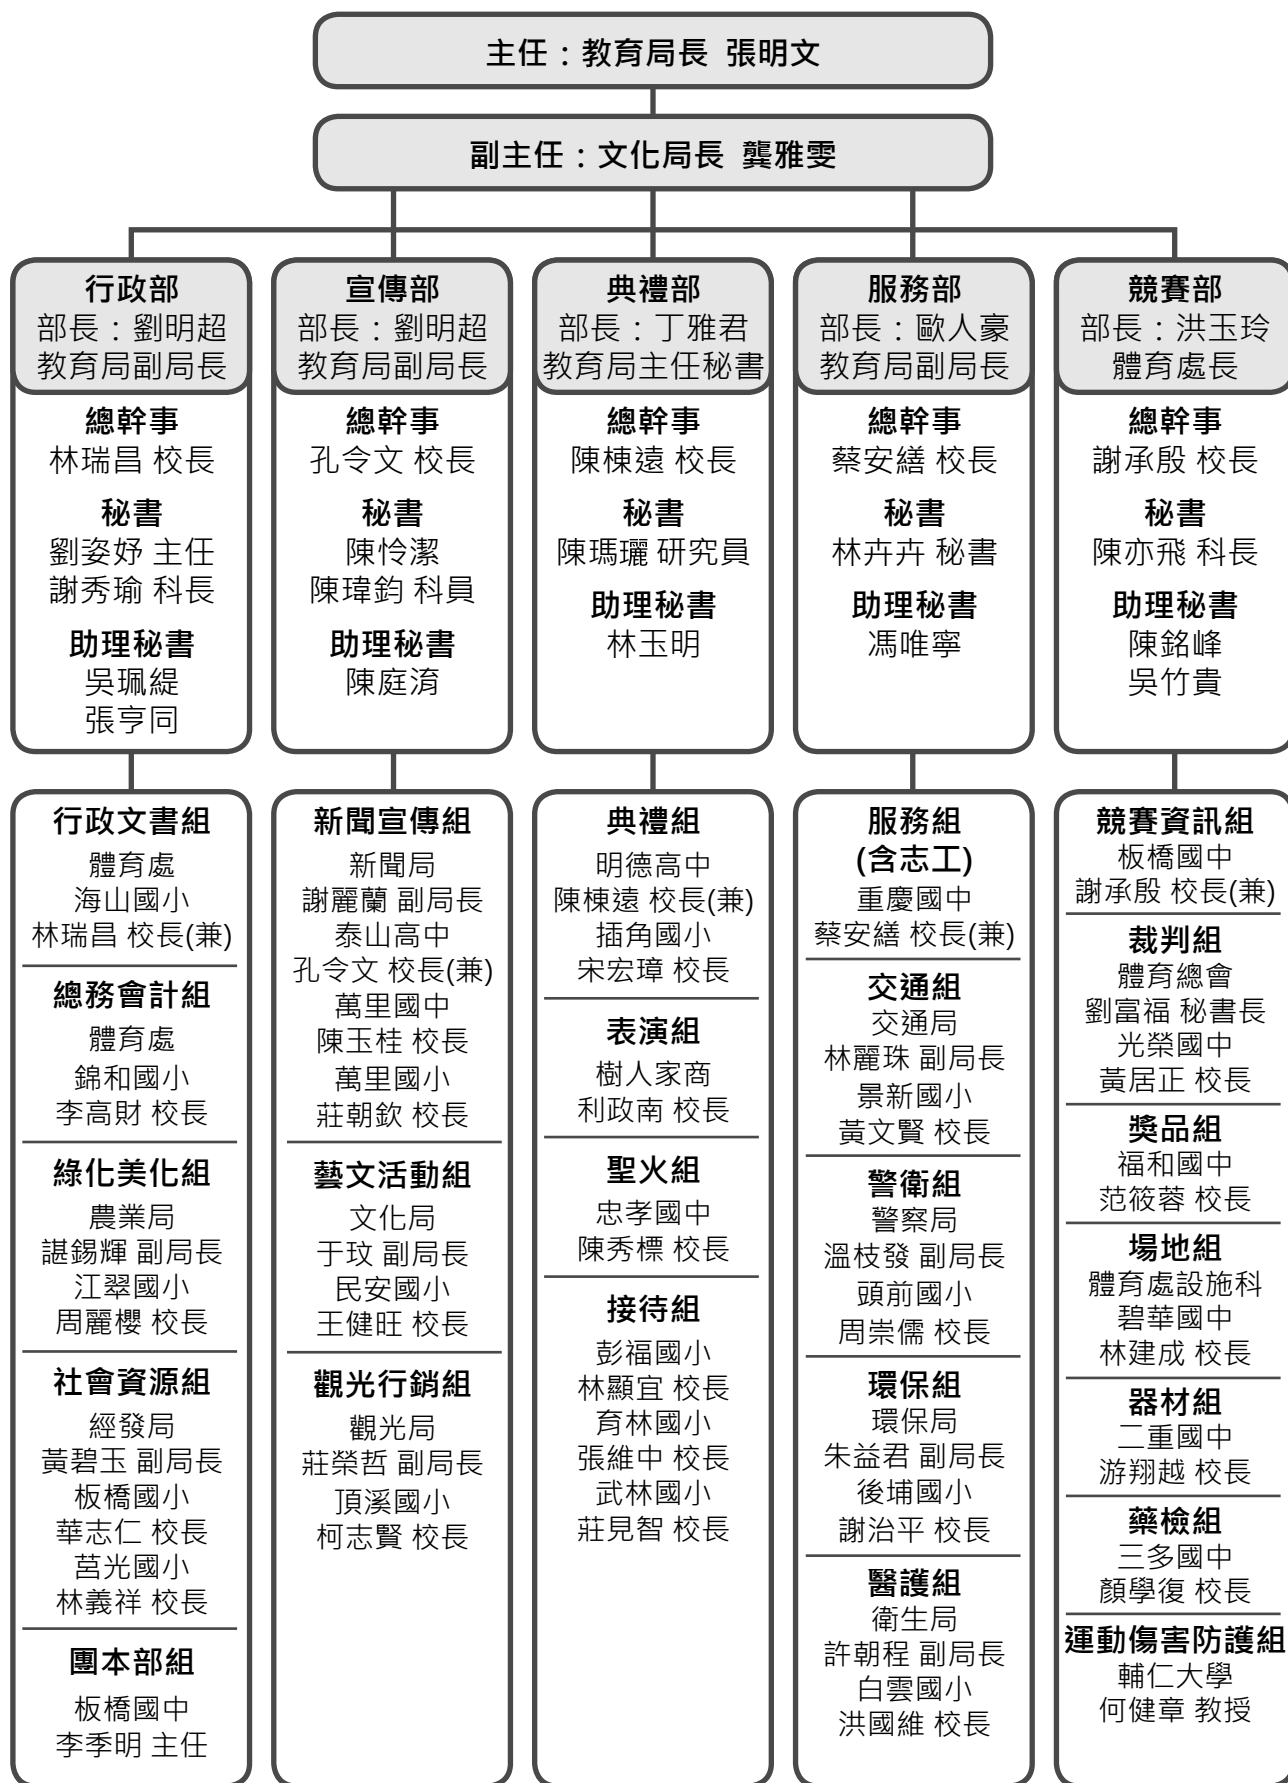 主任：教育局長 張明文
副主任：文化局長 龔雅雯
行政部
部長：劉明超
教育局副局長
總幹事
林瑞昌 校長
秘書
劉姿妤 主任
謝秀瑜 科長
助理秘書
吳珮緹
張亨同
宣傳部
部長：劉明超
教育局副局長
總幹事
孔令文 校長
秘書
陳怜潔
陳瑋鈞 科員
助理秘書
陳庭淯
典禮部
部長：丁雅君
教育局主任秘書
總幹事
陳棟遠 校長
秘書
陳瑪瓏 研究員
助理秘書
林玉明
服務部
部長：歐人豪
教育局副局長
總幹事
蔡安繕 校長
秘書
林卉卉 秘書
助理秘書
馮唯寧
競賽部
部長：洪玉玲
體育處長
總幹事
謝承殷 校長
秘書
陳亦飛 科長
助理秘書
陳銘峰
吳竹貴
行政文書組
體育處
海山國小
林瑞昌 校長(兼)
總務會計組
體育處
錦和國小
李高財 校長
綠化美化組
農業局
諶錫輝 副局長
江翠國小
周麗櫻 校長
社會資源組
經發局
黃碧玉 副局長
板橋國小
華志仁 校長
莒光國小
林義祥 校長
團本部組
板橋國中
李季明 主任
新聞宣傳組
新聞局
謝麗蘭 副局長
泰山高中
孔令文 校長(兼)
萬里國中
陳玉桂 校長
萬里國小
莊朝欽 校長
藝文活動組
文化局
于玟 副局長
民安國小
王健旺 校長
觀光行銷組
觀光局
莊榮哲 副局長
頂溪國小
柯志賢 校長
典禮組
明德高中
陳棟遠 校長(兼)
插角國小
宋宏璋 校長
表演組
樹人家商
利政南 校長
聖火組
忠孝國中
陳秀標 校長
接待組
彭福國小
林顯宜 校長
育林國小
張維中 校長
武林國小
莊見智 校長
服務組
(含志工)
重慶國中
蔡安繕 校長(兼)
交通組
交通局
林麗珠 副局長
景新國小
黃文賢 校長
警衛組
警察局
溫枝發 副局長
頭前國小
周崇儒 校長
環保組
環保局
朱益君 副局長
後埔國小
謝治平 校長
醫護組
衛生局
許朝程 副局長
白雲國小
洪國維 校長
競賽資訊組
板橋國中
謝承殷 校長(兼)
裁判組
體育總會
劉富福 秘書長
光榮國中
黃居正 校長
獎品組
福和國中
范筱蓉 校長
場地組
體育處設施科
碧華國中
林建成 校長
器材組
二重國中
游翔越 校長
藥檢組
三多國中
顏學復 校長
運動傷害防護組
輔仁大學
何健章 教授